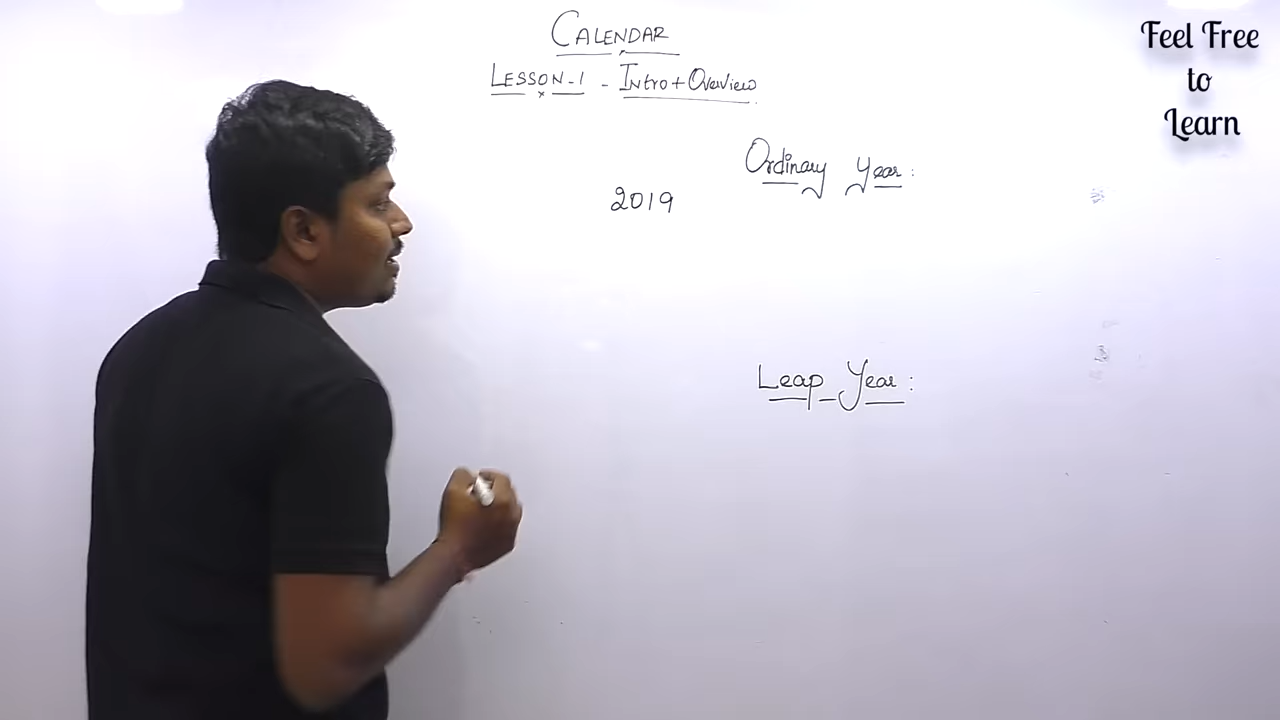 CALENDAR
LESSON-1 - Intro + Overview
Ordinary Year:
2019
Leap Year:
Feel Free
to
Learn